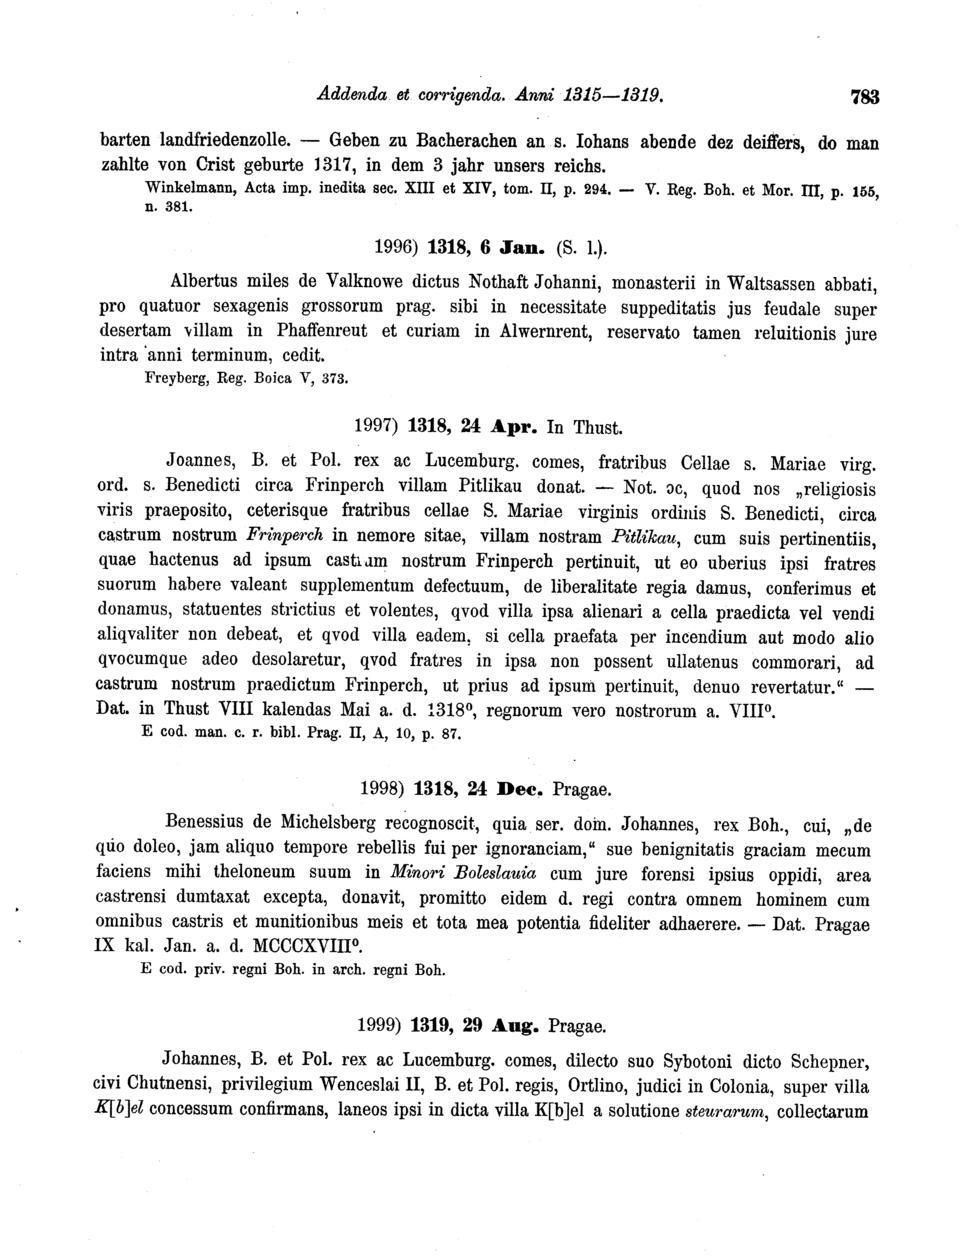 Addenda et corrigenda. Anni 1315—1319. 783
barten landfriedenzolle. — Geben zu Bacherachen an s. Iohans abende dez deiffers, do man
zahlte von Crist geburte 1317, in dem 3 jahr unsers reichs.
Winkelmann, Acta imp. inedita sec. XIII et XIV, tom. II, p. 294. — V. Reg. Boh. et Mor. III, p. 155,
n. 381.
1996) 1318, 6 Jan. (S. l.).
Albertus miles de Valknowe dictus Nothaft Johanni, monasterii in Waltsassen abbati,
pro quatuor sexagenis grossorum prag. sibi in necessitate suppeditatis jus feudale super
desertam villam in Phaffenreut et curiam in Alwernrent, reservato tamen reluitionis jure
intra anni terminum, cedit.
Freyberg, Reg. Boica V, 373.
1997) 1318, 24 Apr. In Thust.
Joannes, B. et Pol. rex ac Lucemburg. comes, fratribus Cellae s. Mariae virg.
ord. s. Benedicti circa Frinperch villam Pitlikau donat. — Not. oc, quod nos „religiosis
viris praeposito, ceterisque fratribus cellae S. Mariae virginis ordinis S. Benedicti, circa
castrum nostrum Frinperch in nemore sitae, villam nostram Pitlikau, cum suis pertinentiis,
quae hactenus ad ipsum castrum nostrum Frinperch pertinuit, ut eo uberius ipsi fratres
suorum habere valeant supplementum defectuum, de liberalitate regia damus, conferimus et
donamus, statuentes strictius et volentes, qvod villa ipsa alienari a cella praedicta vel vendi
aliqvaliter non debeat, et qvod villa eadem, si cella praefata per incendium aut modo alio
qvocumque adeo desolaretur, qvod fratres in ipsa non possent ullatenus commorari, ad
castrum nostrum praedictum Frinperch, ut prius ad ipsum pertinuit, denuo revertatur.“ —
Dat. in Thust VIII kalendas Mai a. d. 1318⁰, regnorum vero nostrorum a. VIII⁰.
E cod. man. c. r. bibl. Prag. II, A, 10, p. 87.
1998) 1318, 24 Dec. Pragae.
Benessius de Michelsberg recognoscit, quia ser. dom. Johannes, rex Boh., cui, „de
quo doleo, jam aliquo tempore rebellis fui per ignoranciam,“ sue benignitatis graciam mecum
faciens mihi theloneum suum in Minori Boleslauia cum jure forensi ipsius oppidi, area
castrensi dumtaxat excepta, donavit, promitto eidem d. regi contra omnem hominem cum
omnibus castris et munitionibus meis et tota mea potentia fideliter adhaerere. — Dat. Pragae
IX kal. Jan. a. d. MCCCXVIII⁰.
E cod. priv. regni Boh. in arch. regni Boh.
1999) 1319, 29 Aug. Pragae.
Johannes, B. et Pol. rex ac Lucemburg. comes, dilecto suo Sybotoni dicto Schepner,
civi Chutnensi, privilegium Wenceslai II, B. et Pol. regis, Ortlino, judici in Colonia, super villa
K[b]el concessum confirmans, laneos ipsi in dicta villa K[b]el a solutione steurarum, collectarum